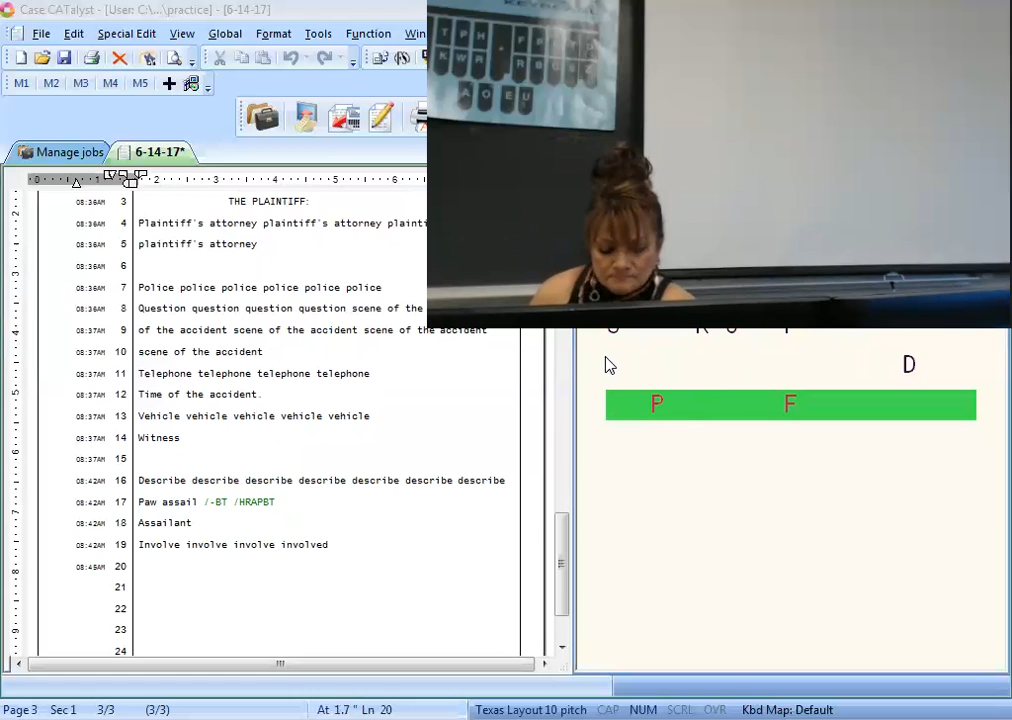 Case CATalyst - [User: C:\...\practice] - [6-14-17]
File Edit Special Edit View Global Format Tools Function Win
M1 M2 M3 M4 M5
Manage jobs 6-14-17*
0 1 2 3 4 5 6
08:36AM 3 THE PLAINTIFF:
08:36AM 4 Plaintiff's attorney plaintiff's attorney
08:36AM 5 plaintiff's attorney
08:36AM 6
08:36AM 7 Police police police police police police
08:36AM 8 Question question question question scene of the
08:37AM 9 of the accident scene of the accident scene of the accident
08:37AM 10 scene of the accident
08:37AM 11 Telephone telephone telephone telephone
08:37AM 12 Time of the accident.
08:37AM 13 Vehicle vehicle vehicle vehicle vehicle
08:37AM 14 Witness
08:37AM 15
08:42AM 16 Describe describe describe describe describe describe describe
08:42AM 17 Paw assail /-BT /HRAPBT
08:42AM 18 Assailant
08:42AM 19 Involve involve involve involved
08:45AM 20
21
22
23
24
T P H * F P L T D
K W R R B G S
A O E U
D
P F
Page 3 Sec 1 3/3 (3/3) At 1.7 " Ln 20 Texas Layout 10 pitch CAP NUM SCRL OVR Kbd Map: Default